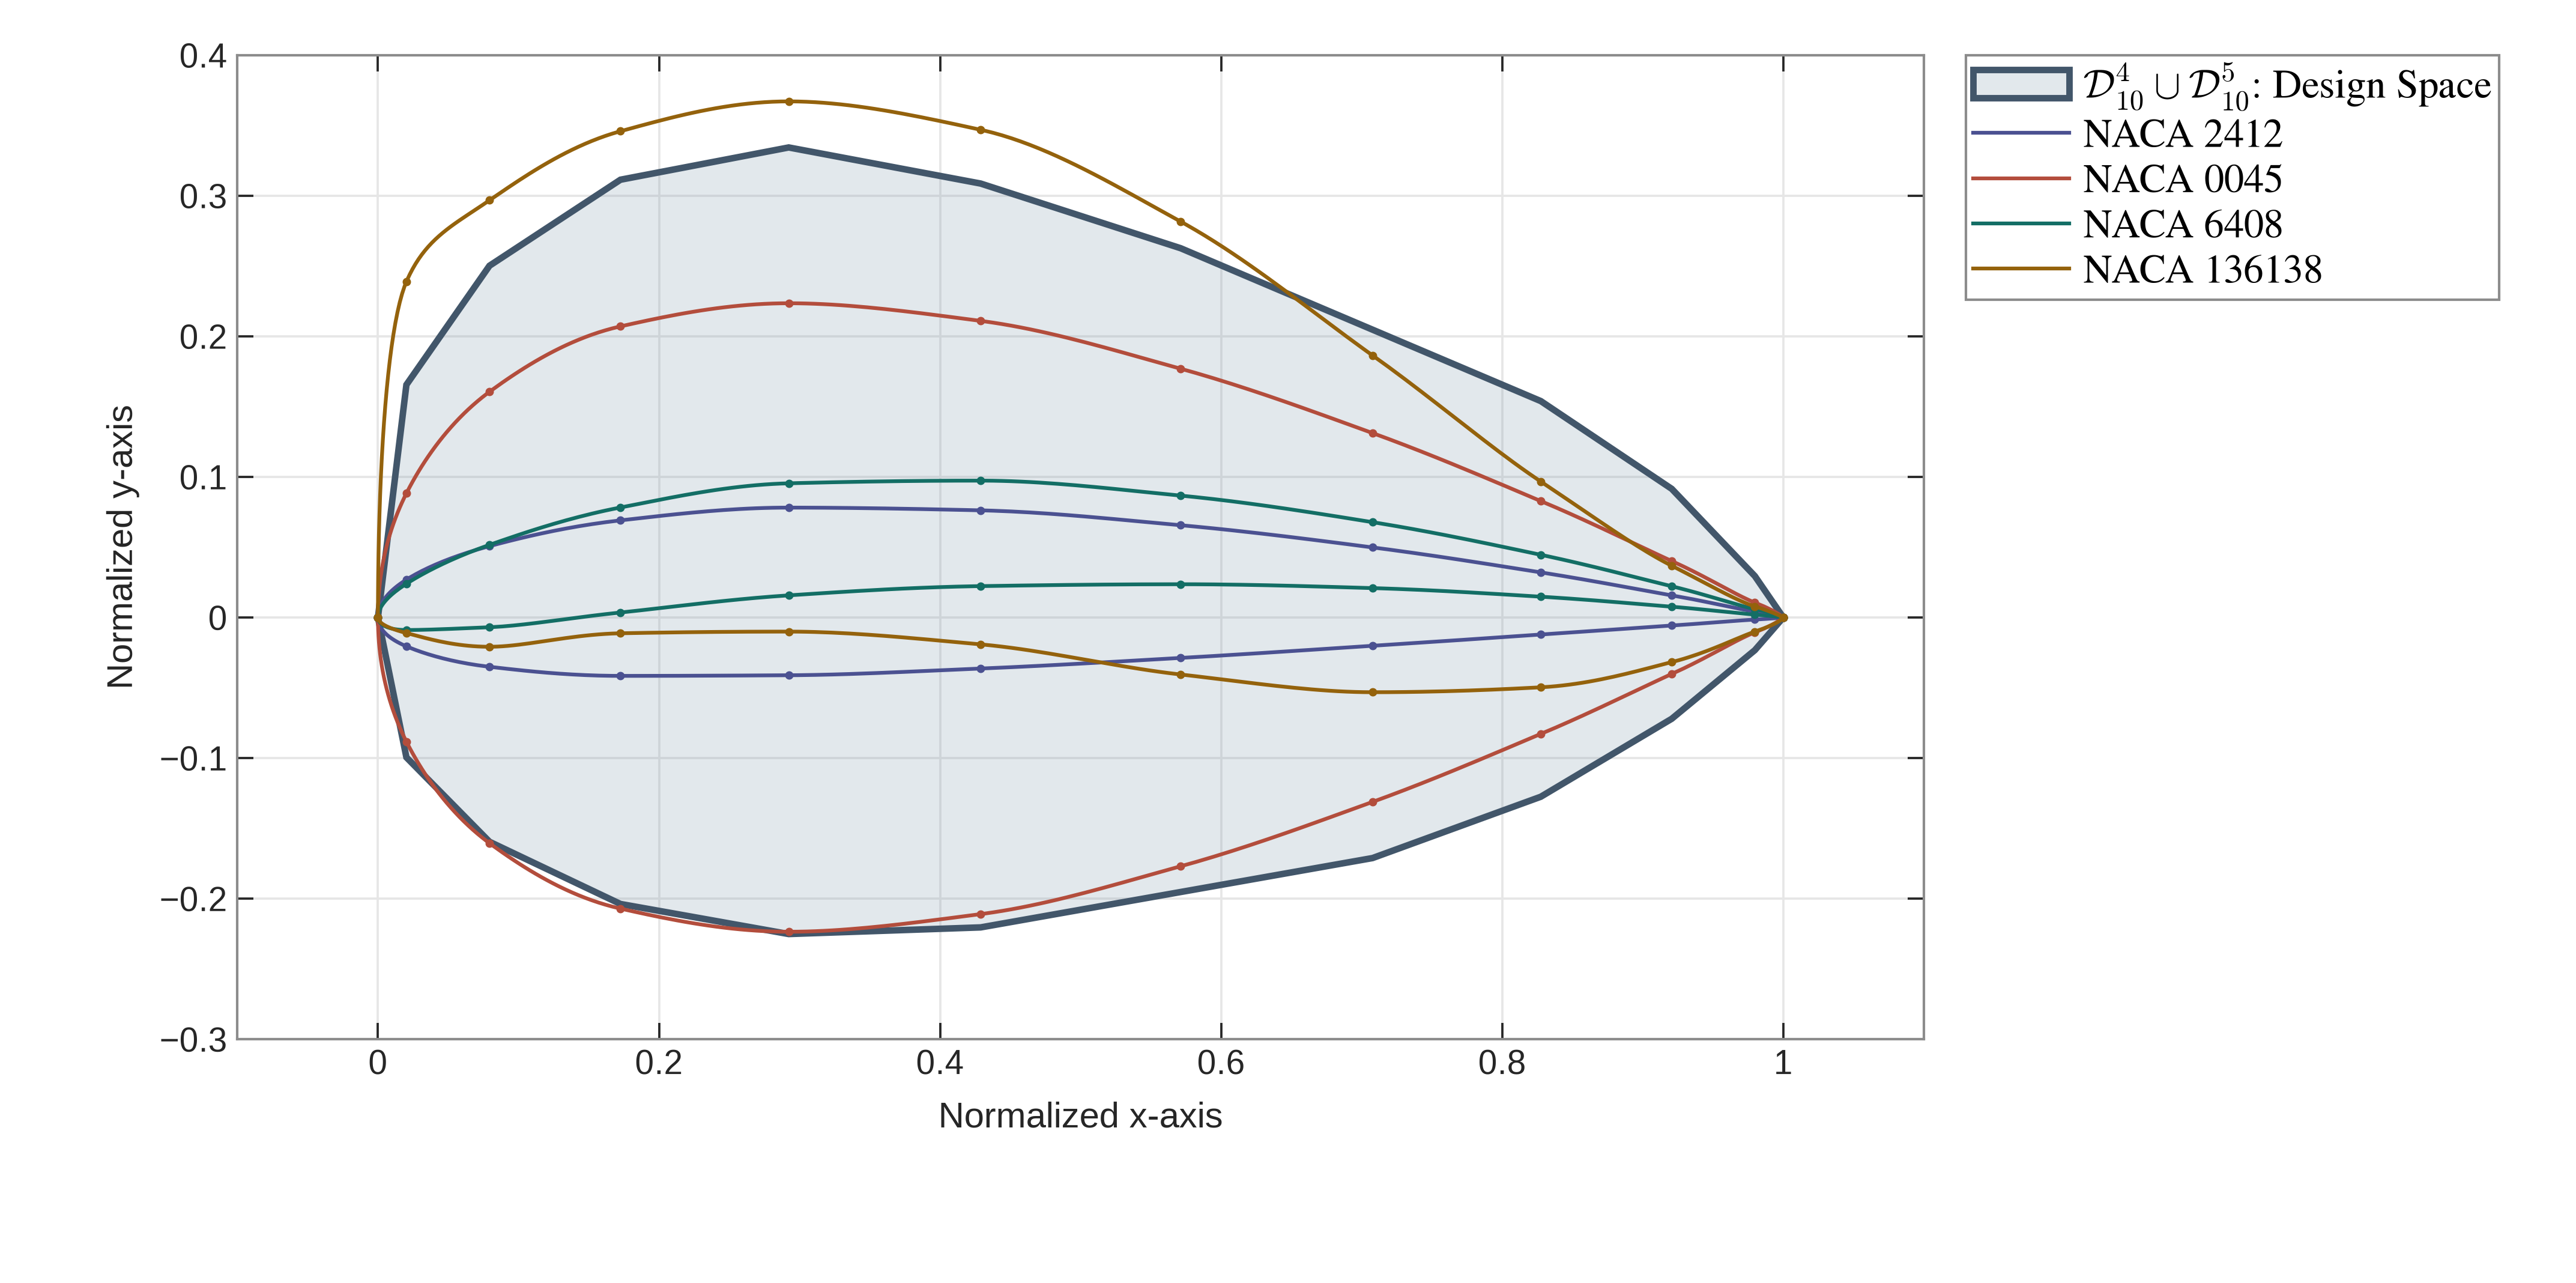 0.4
0.3
0.2
0.1
0
−0.1
−0.2
−0.3
Normalized y-axis
0 0.2 0.4 0.6 0.8 1
Normalized x-axis
𝒟₁₀⁴ ∪ 𝒟₁₀⁵: Design Space
NACA 2412
NACA 0045
NACA 6408
NACA 136138